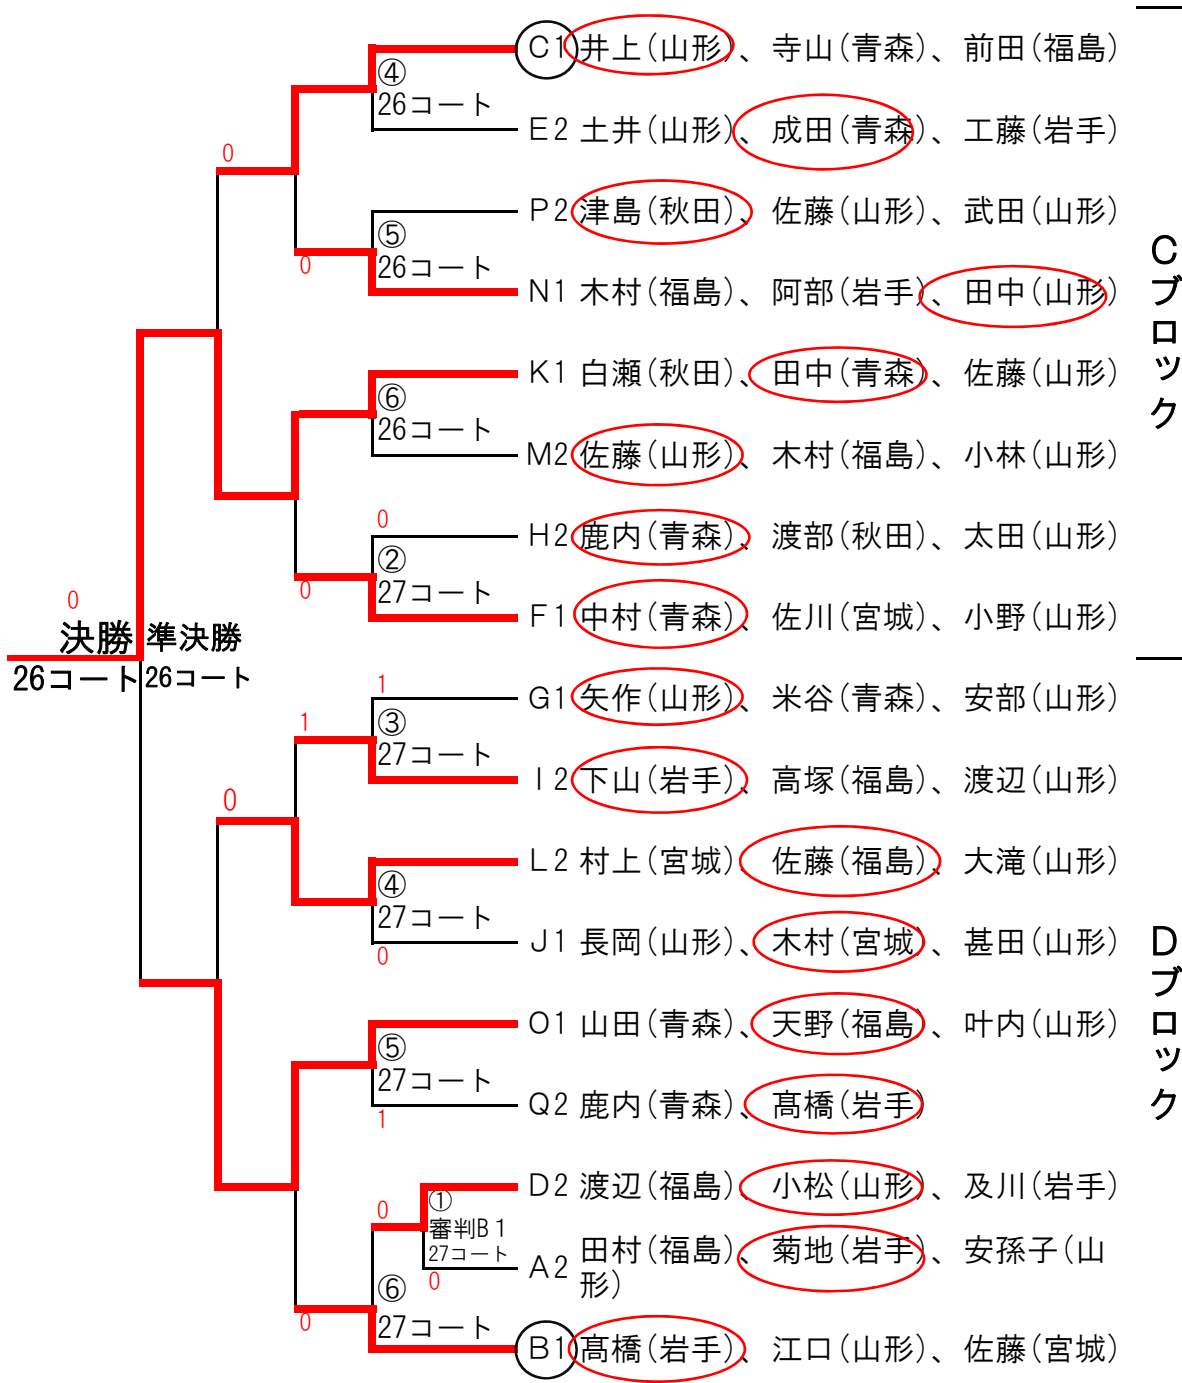 C1 井上(山形)、 寺山(青森)、 前田(福島)
④
26コート
E2 土井(山形)、 成田(青森)、 工藤(岩手)
0
P2 津島(秋田)、 佐藤(山形)、 武田(山形)
⑤
26コート
0
N1 木村(福島)、 阿部(岩手)、 田中(山形)
Cブロック
K1 白瀬(秋田)、 田中(青森)、 佐藤(山形)
⑥
26コート
M2 佐藤(山形)、 木村(福島)、 小林(山形)
0
H2 鹿内(青森)、 渡部(秋田)、 太田(山形)
②
27コート
0
F1 中村(青森)、 佐川(宮城)、 小野(山形)
0
決勝 準決勝
26コート 26コート
1
G1 矢作(山形)、 米谷(青森)、 安部(山形)
1
③
27コート
I2 下山(岩手)、 高塚(福島)、 渡辺(山形)
0
L2 村上(宮城)、 佐藤(福島)、 大滝(山形)
④
27コート
J1 長岡(山形)、 木村(宮城)、 甚田(山形)
0
Dブロック
O1 山田(青森)、 天野(福島)、 叶内(山形)
⑤
27コート
Q2 鹿内(青森)、 髙橋(岩手)
1
D2 渡辺(福島)、 小松(山形)、 及川(岩手)
0
①
審判B1
27コート
A2 田村(福島)、 菊地(岩手)、 安孫子(山
形)
0
⑥
27コート
0
B1 髙橋(岩手)、 江口(山形)、 佐藤(宮城)